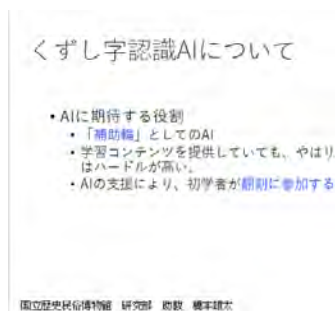 くずし字認識AIについて
• AIに期待する役割
• 「補助輪」としてのAI
• 学習コンテンツを提供していても、やはり
はハードルが高い。
• AIの支援により、初学者が翻刻に参加する
国立歴史民俗博物館 研究部 助教 橋本雄太